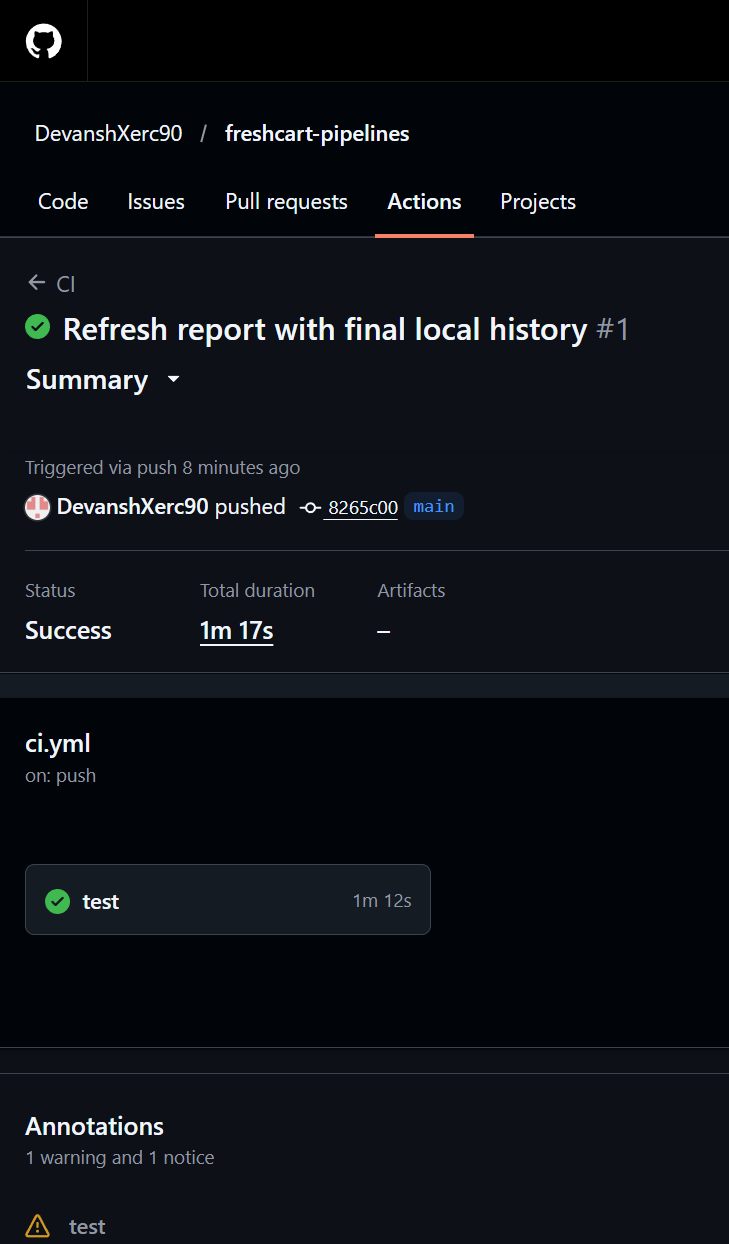 DevanshXerc90 / freshcart-pipelines
Code Issues Pull requests Actions Projects
CI
Refresh report with final local history #1
Summary
Triggered via push 8 minutes ago
DevanshXerc90 pushed 8265c00 main
Status Total duration Artifacts
Success 1m 17s –
ci.yml
on: push
test 1m 12s
Annotations
1 warning and 1 notice
test